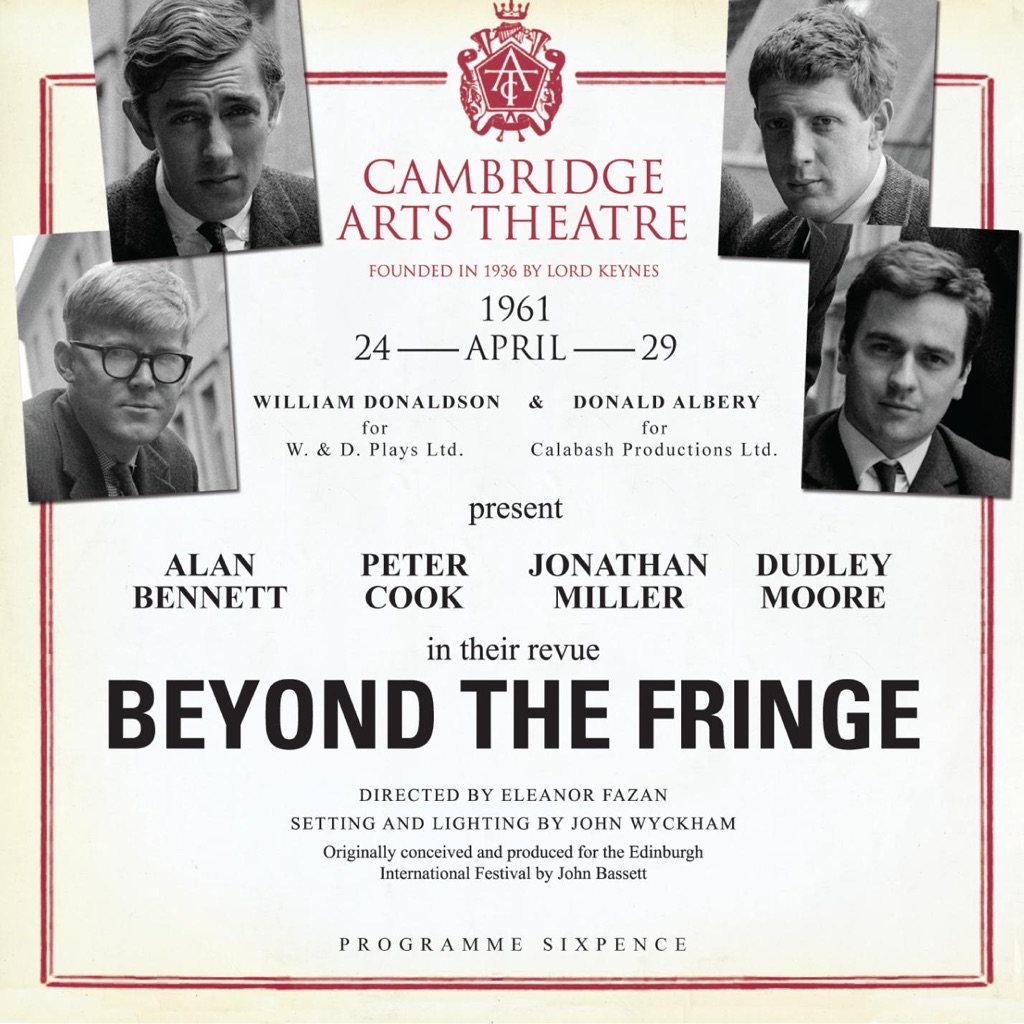 ATC
CAMBRIDGE
ARTS THEATRE
FOUNDED IN 1936 BY LORD KEYNES
1961
24 — APRIL — 29
WILLIAM DONALDSON & DONALD ALBERY
for for
W. & D. Plays Ltd. Calabash Productions Ltd.
present
ALAN PETER JONATHAN DUDLEY
BENNETT COOK MILLER MOORE
in their revue
BEYOND THE FRINGE
DIRECTED BY ELEANOR FAZAN
SETTING AND LIGHTING BY JOHN WYCKHAM
Originally conceived and produced for the Edinburgh
International Festival by John Bassett
PROGRAMME SIXPENCE